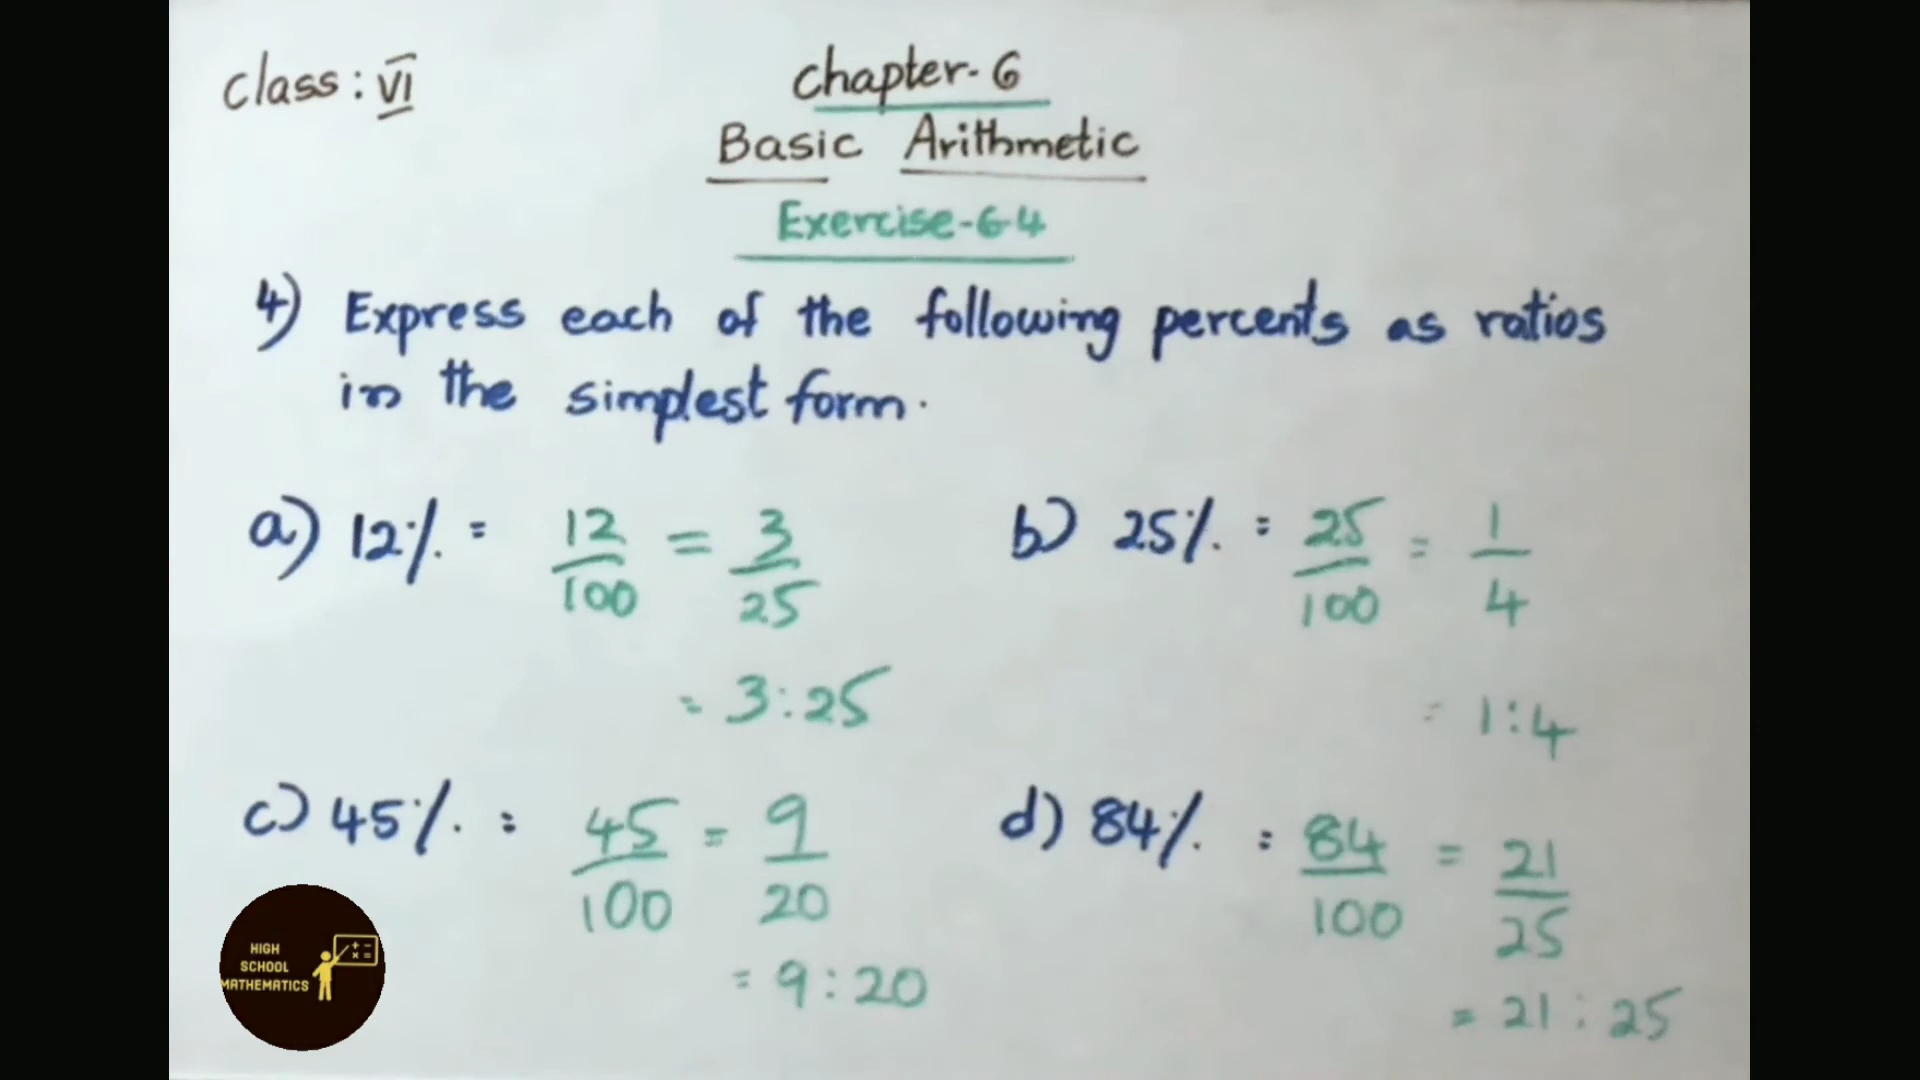 Class : VI
Chapter-6
Basic Arithmetic
Exercise-6.4
4) Express each of the following percents as ratios
in the simplest form.
a) 12% = 12/100 = 3/25
= 3:25
b) 25% = 25/100 = 1/4
= 1:4
c) 45% = 45/100 = 9/20
= 9:20
d) 84% = 84/100 = 21/25
= 21:25
HIGH
SCHOOL
MATHEMATICS